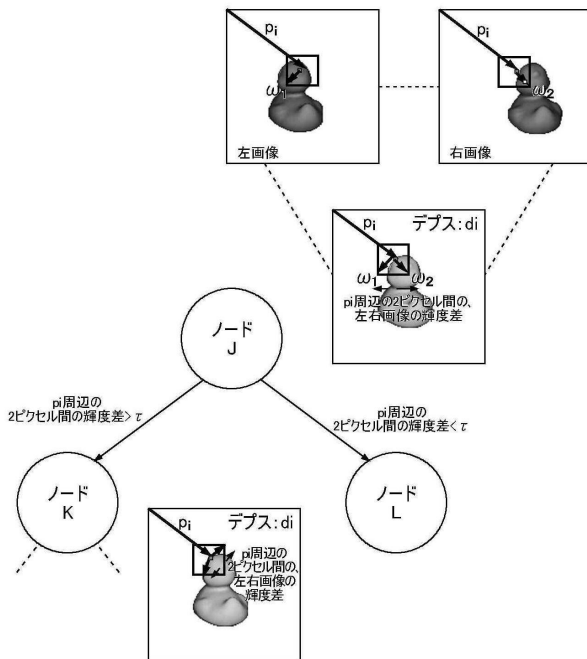 pi
ω1
左画像
pi
ω2
右画像
pi
デプス:di
ω1
ω2
pi周辺の2ピクセル間の、
左右画像の輝度差
ノード
J
pi周辺の
2ピクセル間の輝度差>τ
pi周辺の
2ピクセル間の輝度差<τ
ノード
K
ノード
L
pi
デプス:di
pi周辺の
2ピクセル間の、
左右画像の
輝度差